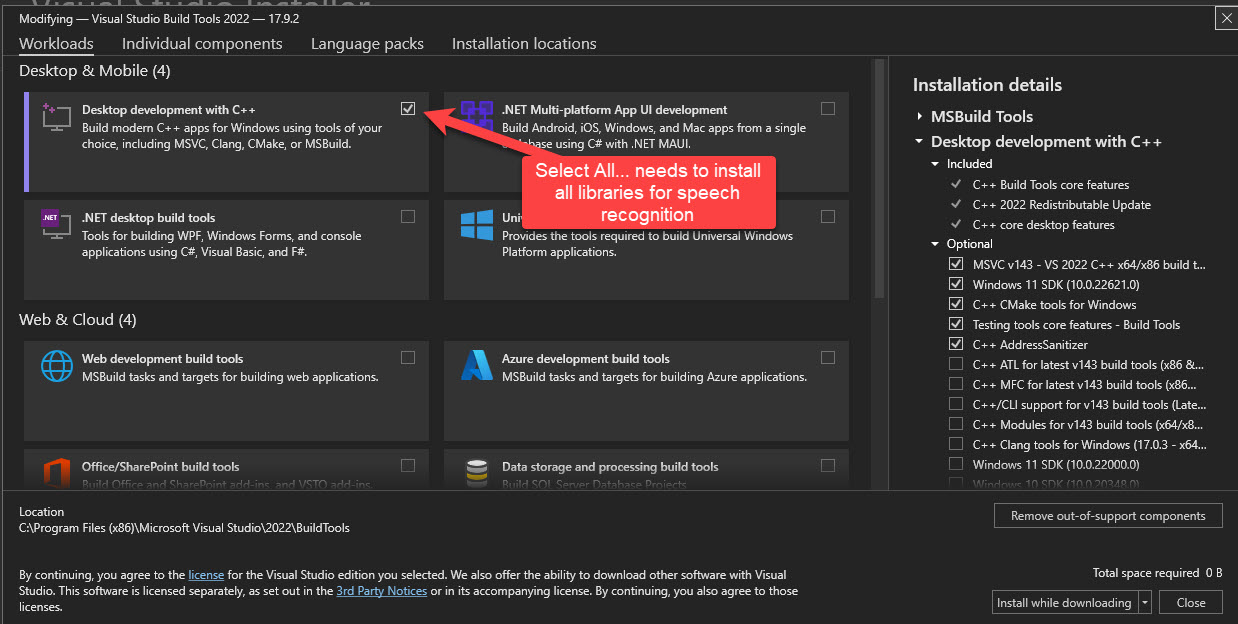 Visual Studio Installer
Modifying — Visual Studio Build Tools 2022 — 17.9.2
Workloads
Individual components
Language packs
Installation locations
Desktop & Mobile (4)
Desktop development with C++
Build modern C++ apps for Windows using tools of your
choice, including MSVC, Clang, CMake, or MSBuild.
.NET Multi-platform App UI development
Build Android, iOS, Windows, and Mac apps from a single
base using C# with .NET MAUI.
Select All... needs to install
all libraries for speech
recognition
.NET
.NET desktop build tools
Tools for building WPF, Windows Forms, and console
applications using C#, Visual Basic, and F#.
Provides the tools required to build Universal Windows
Platform applications.
Web & Cloud (4)
Web development build tools
MSBuild tasks and targets for building web applications.
Azure development build tools
MSBuild tasks and targets for building Azure applications.
Office/SharePoint build tools
Build Office and SharePoint add-ins, and VSTO add-ins.
Data storage and processing build tools
Build SQL Server Database Projects
Installation details
MSBuild Tools
Desktop development with C++
Included
C++ Build Tools core features
C++ 2022 Redistributable Update
C++ core desktop features
Optional
MSVC v143 - VS 2022 C++ x64/x86 build t...
Windows 11 SDK (10.0.22621.0)
C++ CMake tools for Windows
Testing tools core features - Build Tools
C++ AddressSanitizer
C++ ATL for latest v143 build tools (x86 &...
C++ MFC for latest v143 build tools (x86...
C++/CLI support for v143 build tools (Late...
C++ Modules for v143 build tools (x64/x8...
C++ Clang tools for Windows (17.0.3 - x64...
Windows 11 SDK (10.0.22000.0)
Windows 10 SDK (10.0.20348.0)
Location
C:\Program Files (x86)\Microsoft Visual Studio\2022\BuildTools
Remove out-of-support components
By continuing, you agree to the license for the Visual Studio edition you selected. We also offer the ability to download other software with Visual
Studio. This software is licensed separately, as set out in the 3rd Party Notices or in its accompanying license. By continuing, you also agree to those
licenses.
Total space required 0 B
Install while downloading
Close